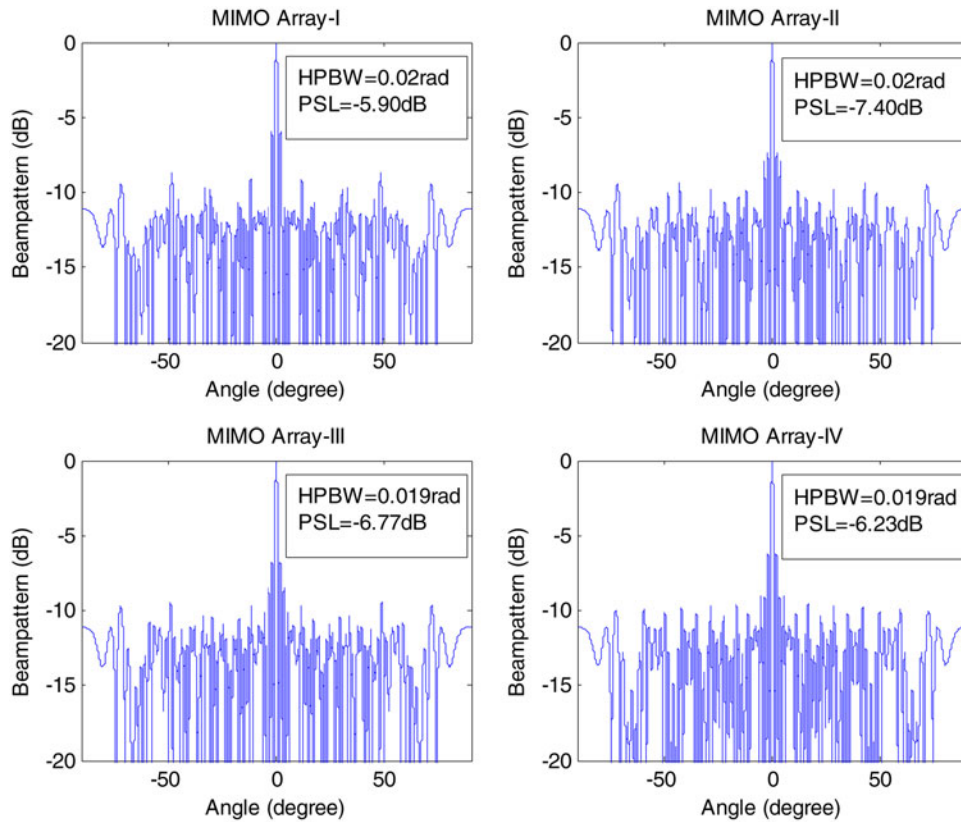 MIMO Array-I
HPBW=0.02rad
PSL=-5.90dB
0
-5
-10
-15
-20
-50
0
50
Beampattern (dB)
Angle (degree)
MIMO Array-II
HPBW=0.02rad
PSL=-7.40dB
0
-5
-10
-15
-20
-50
0
50
Beampattern (dB)
Angle (degree)
MIMO Array-III
HPBW=0.019rad
PSL=-6.77dB
0
-5
-10
-15
-20
-50
0
50
Beampattern (dB)
Angle (degree)
MIMO Array-IV
HPBW=0.019rad
PSL=-6.23dB
0
-5
-10
-15
-20
-50
0
50
Beampattern (dB)
Angle (degree)